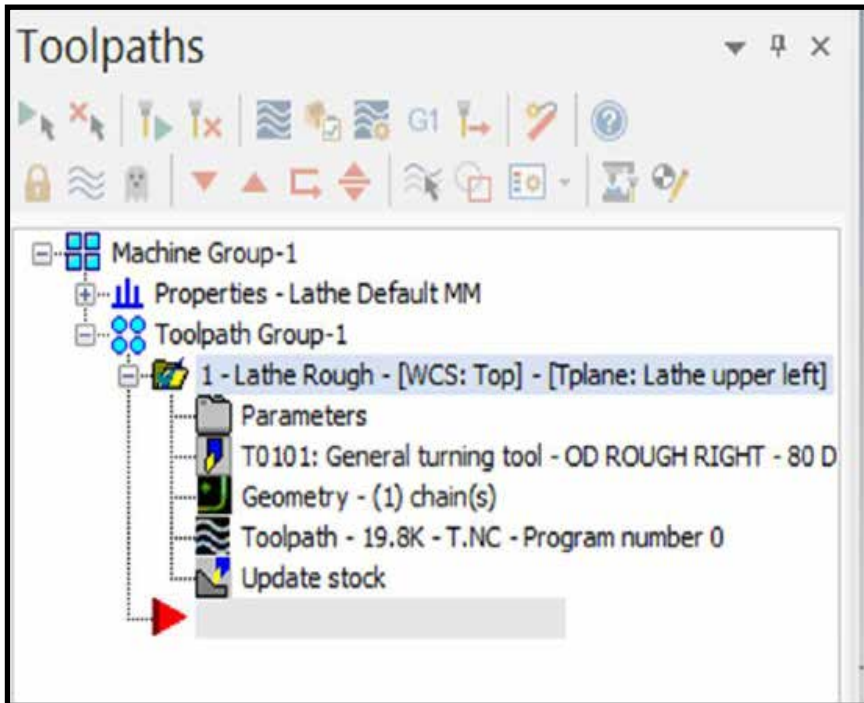 Toolpaths
G1
Machine Group-1
Properties - Lathe Default MM
Toolpath Group-1
1 - Lathe Rough - [WCS: Top] - [Tplane: Lathe upper left]
Parameters
T0101: General turning tool - OD ROUGH RIGHT - 80 D
Geometry - (1) chain(s)
Toolpath - 19.8K - T.NC - Program number 0
Update stock